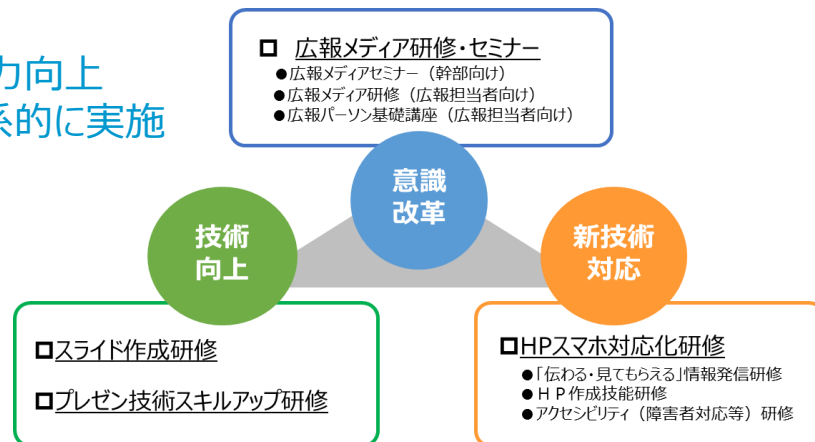 力向上
系的に実施
□ 広報メディア研修・セミナー
●広報メディアセミナー（幹部向け）
●広報メディア研修（広報担当者向け）
●広報パーソン基礎講座（広報担当者向け）
意識
改革
技術
向上
新技術
対応
□スライド作成研修
□プレゼン技術スキルアップ研修
□HPスマホ対応化研修
●「伝わる・見てもらえる」情報発信研修
●ＨＰ作成技能研修
●アクセシビリティ（障害者対応等）研修